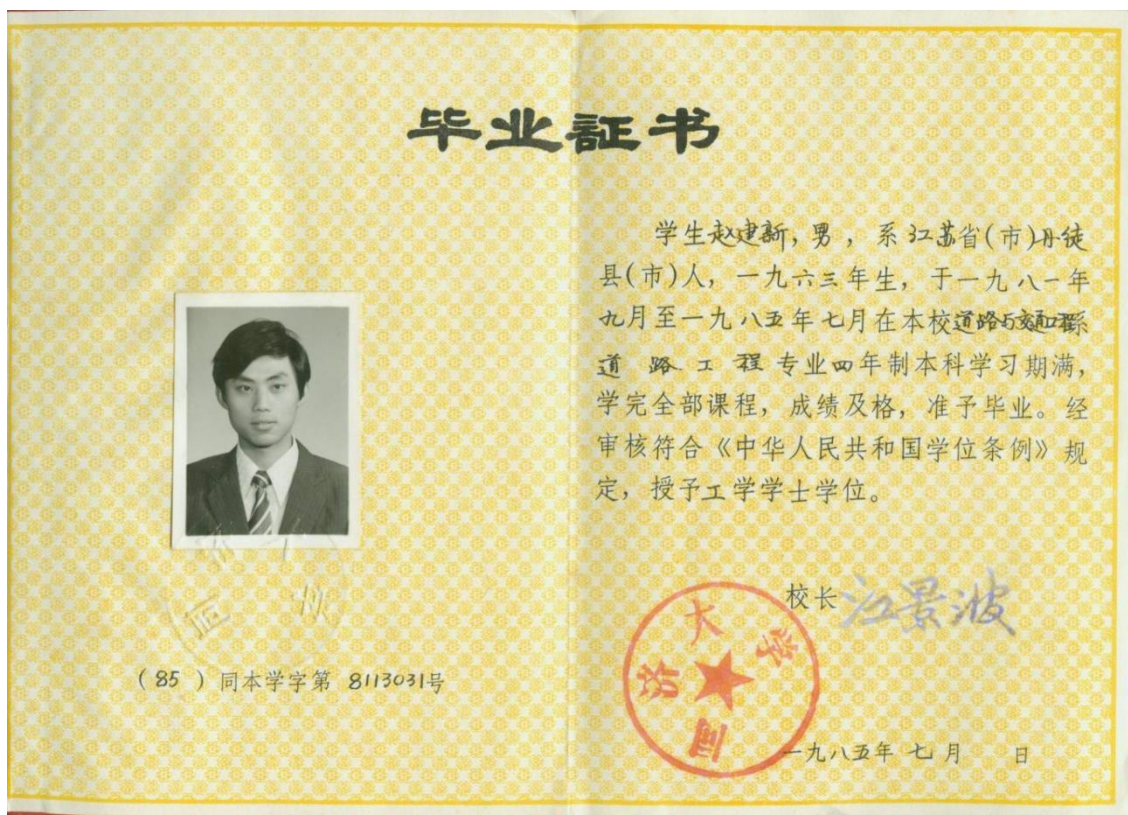 毕业証书
学生赵建新，男，系江苏省(市)丹徒
县(市)人，一九六三年生，于一九八一年
九月至一九八五年七月在本校道路与交通工程系
道路工程专业四年制本科学习期满，
学完全部课程，成绩及格，准予毕业。经
审核符合《中华人民共和国学位条例》规
定，授予工学学士学位。
校长 江景波
同济大学
一九八五年七月 日
(85)同本学字第 8113031号